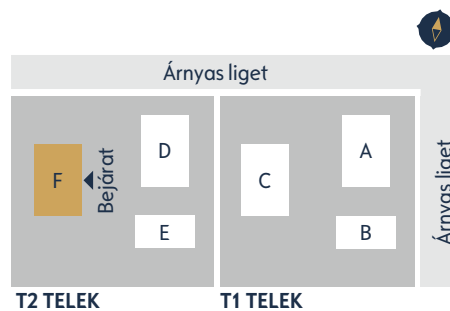 Árnyas liget
Árnyas liget
F
Bejárat
D
E
C
A
B
T2 TELEK
T1 TELEK